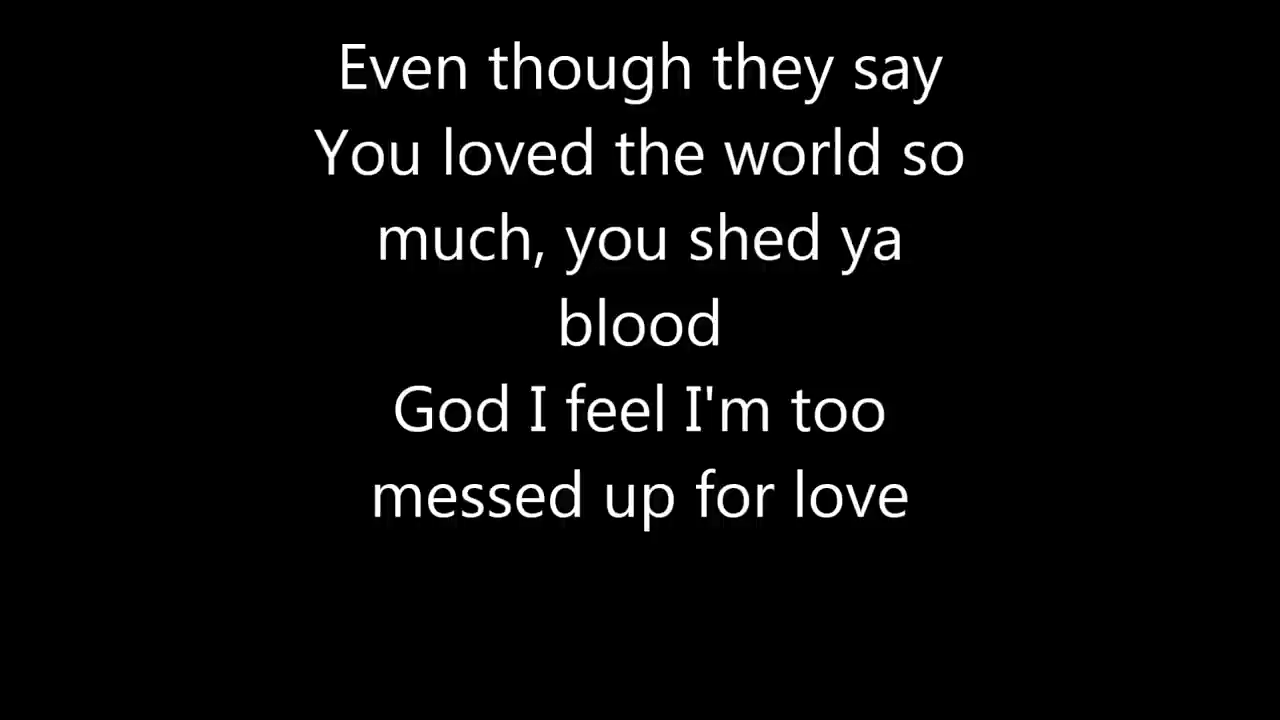 Even though they say
You loved the world so
much, you shed ya
blood
God I feel I'm too
messed up for love